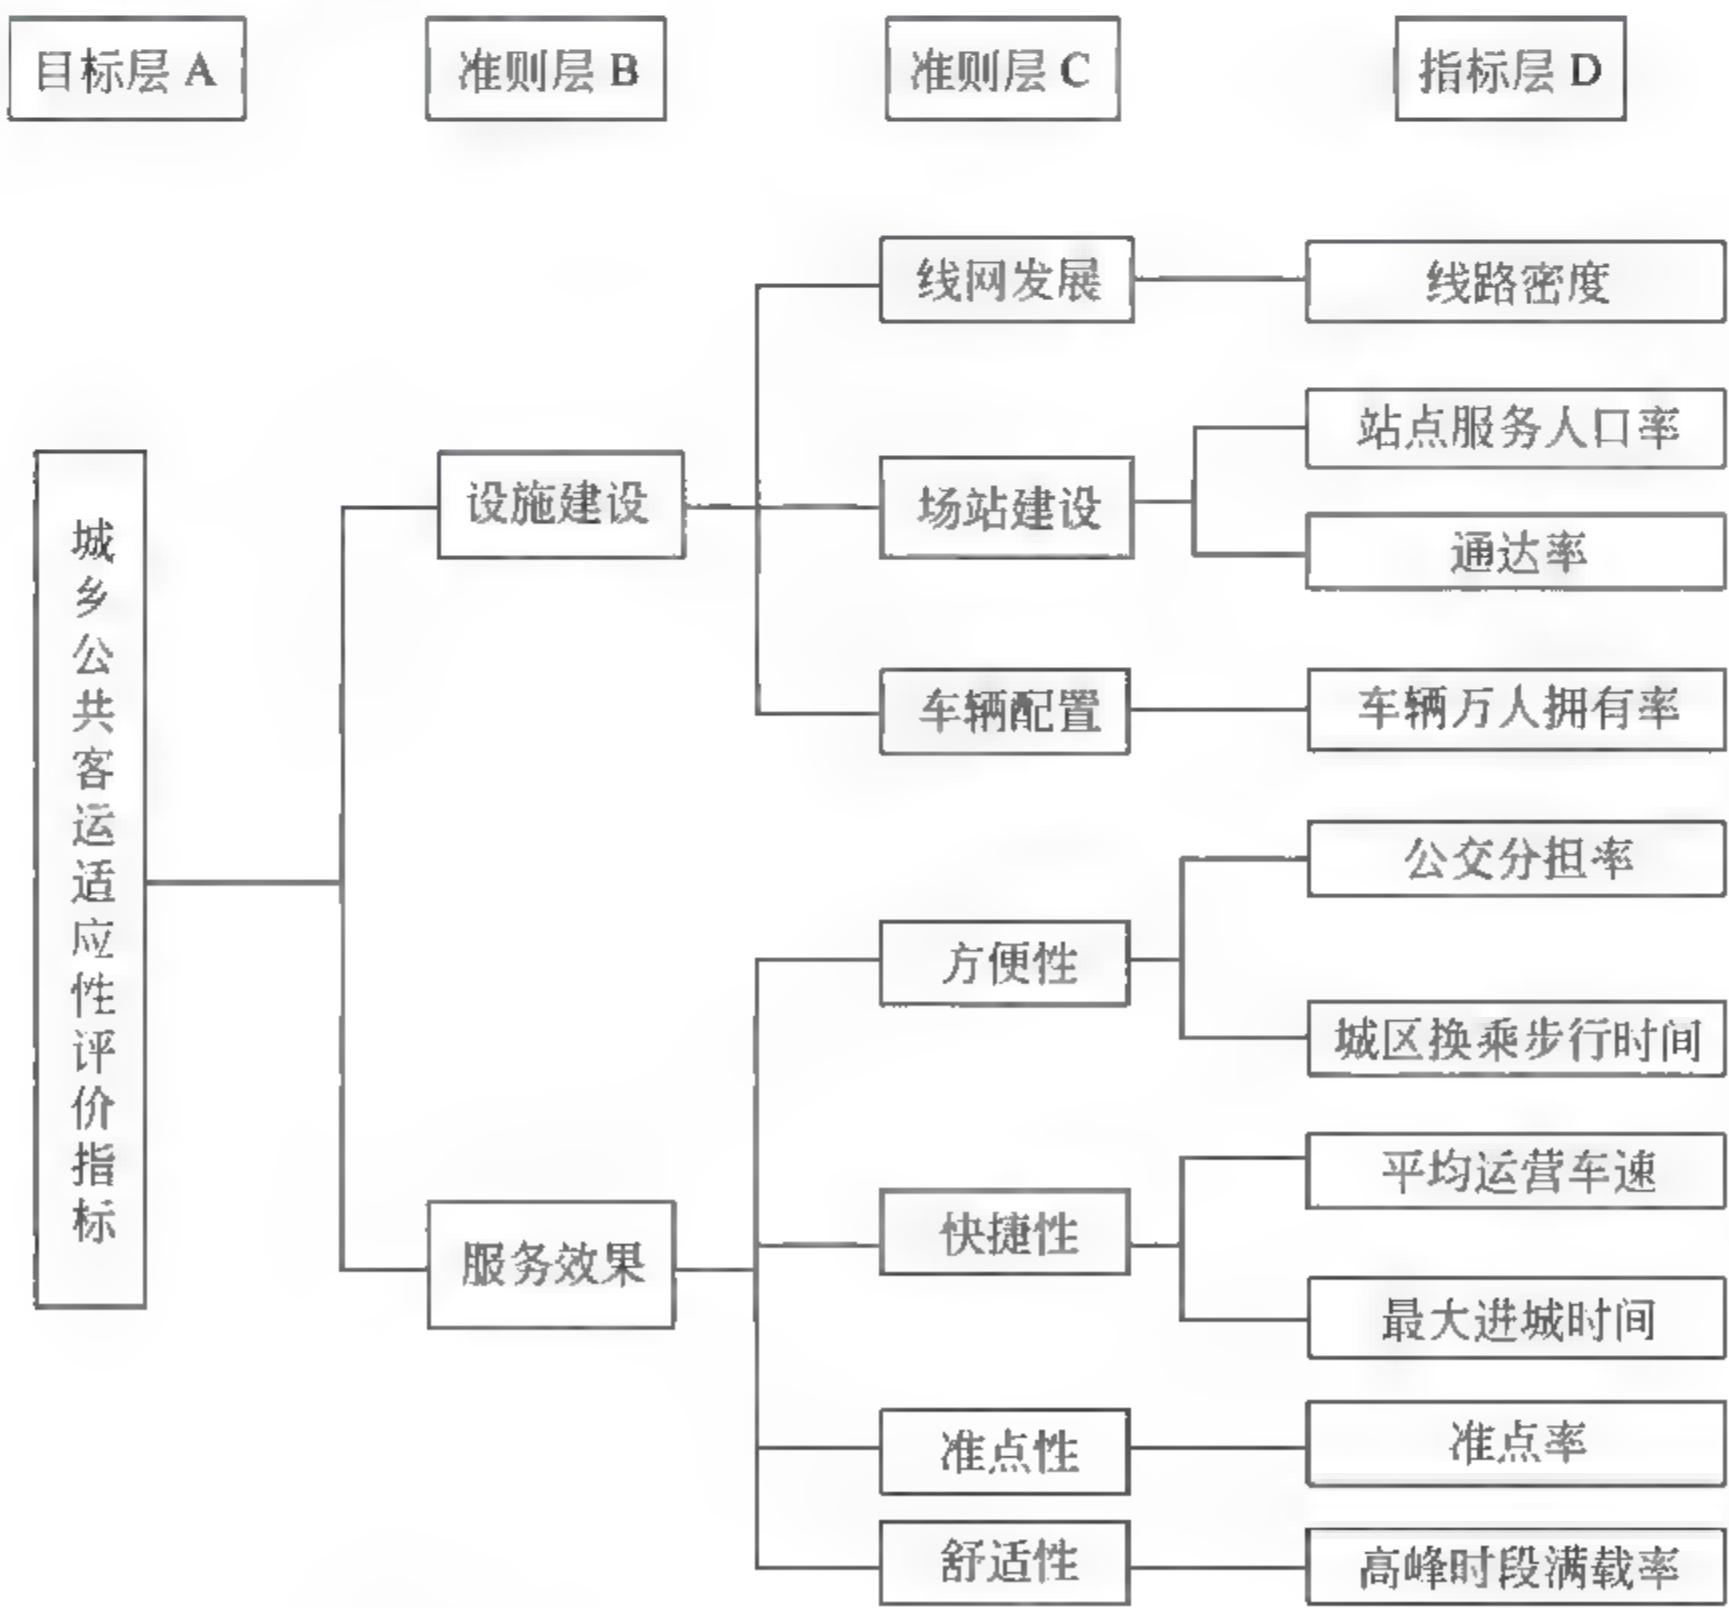 目标层 A
准则层 B
准则层 C
指标层 D
城乡公共客运适应性评价指标
设施建设
线网发展
线路密度
场站建设
站点服务人口率
通达率
车辆配置
车辆万人拥有率
服务效果
方便性
公交分担率
城区换乘步行时间
快捷性
平均运营车速
最大进城时间
准点性
准点率
舒适性
高峰时段满载率